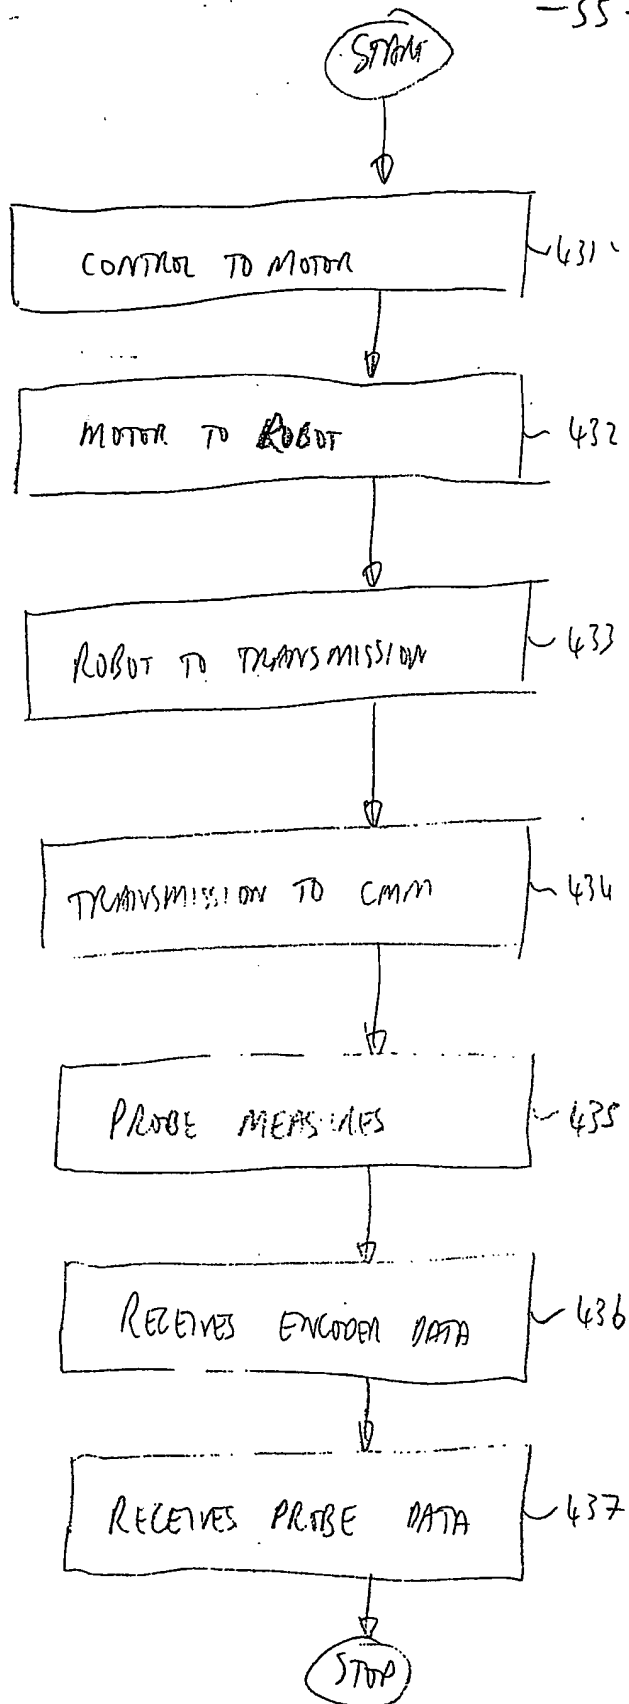 -55-
START
CONTROL TO MOTOR
431
MOTOR TO ROBOT
432
ROBOT TO TRANSMISSION
433
TRANSMISSION TO CMM
434
PROBE MEASURES
435
RECEIVES ENCODER DATA
436
RECEIVES PROBE DATA
437
STOP